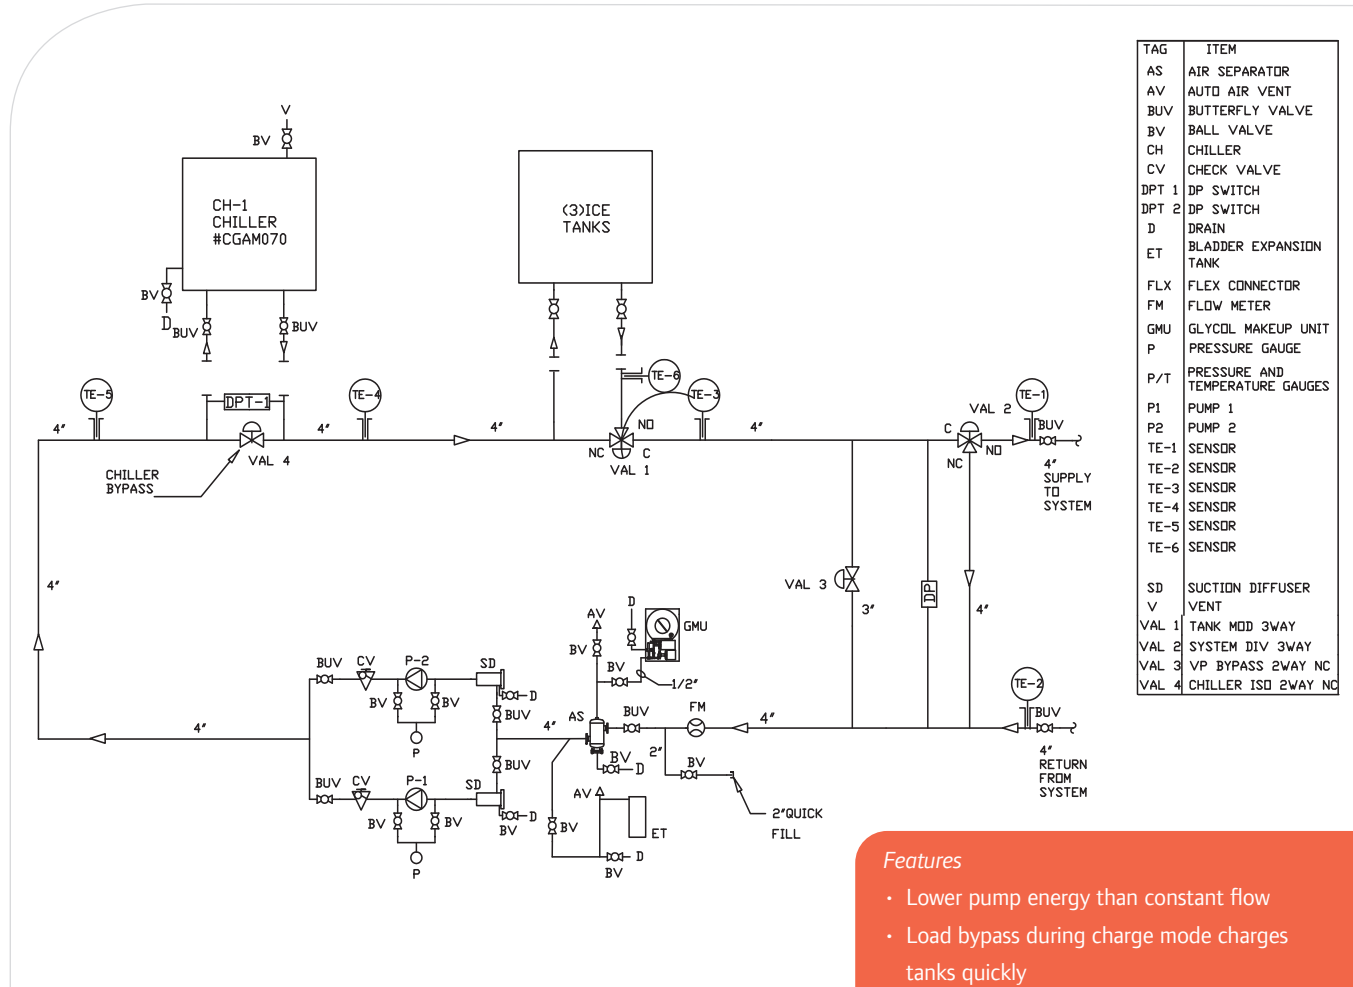 TAG ITEM
AS AIR SEPARATOR
AV AUTO AIR VENT
BUV BUTTERFLY VALVE
BV BALL VALVE
CH CHILLER
CV CHECK VALVE
DPT 1 DP SWITCH
DPT 2 DP SWITCH
D DRAIN
ET BLADDER EXPANSION
TANK
FLX FLEX CONNECTOR
FM FLOW METER
GMU GLYCOL MAKEUP UNIT
P PRESSURE GAUGE
P/T PRESSURE AND
TEMPERATURE GAUGES
P1 PUMP 1
P2 PUMP 2
TE-1 SENSOR
TE-2 SENSOR
TE-3 SENSOR
TE-4 SENSOR
TE-5 SENSOR
TE-6 SENSOR
SD SUCTION DIFFUSER
V VENT
VAL 1 TANK MOD 3WAY
VAL 2 SYSTEM DIV 3WAY
VAL 3 VP BYPASS 2WAY NC
VAL 4 CHILLER ISO 2WAY NC
V
BV
CH-1
CHILLER
#CGAM070
(3)ICE
TANKS
BV
D
BUV
BUV
TE-5
DPT-1
TE-4
TE-6
TE-3
VAL 2
TE-1
BUV
4"
4"
4"
NO
4"
C
NC
C
VAL 4
VAL 1
NC
NO
CHILLER
BYPASS
4"
SUPPLY
TO
SYSTEM
4"
VAL 3
3"
DP
4"
AV
D
GMU
BV
BV
1/2"
BUV
CV
P-2
SD
D
BV
BV
BUV
P
4"
4"
AS
BUV
FM
4"
TE-2
BUV
2"
BV
D
BV
4"
RETURN
FROM
SYSTEM
BUV
BUV
CV
P-1
SD
D
BV
BV
BV
P
AV
BV
ET
D
BV
2"QUICK
FILL
Features
· Lower pump energy than constant flow
· Load bypass during charge mode charges
tanks quickly